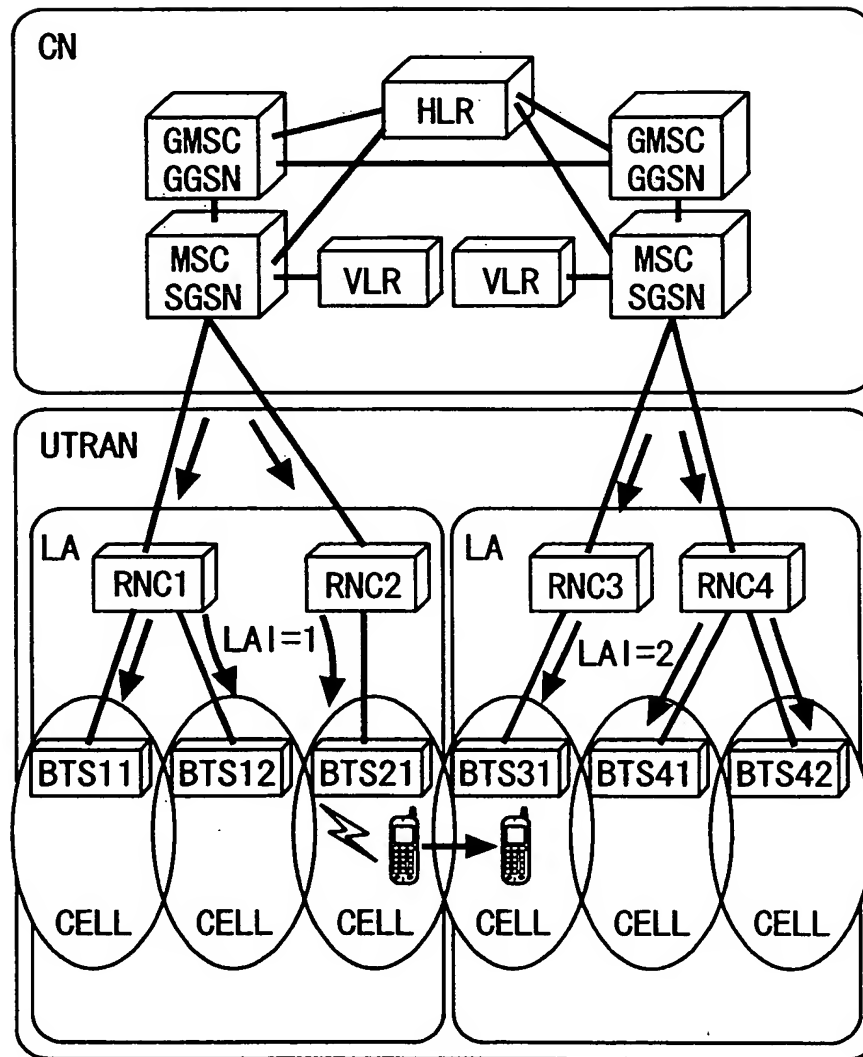 CN
HLR
GMSC
GGSN
GMSC
GGSN
MSC
SGSN
VLR
VLR
MSC
SGSN
UTRAN
LA
RNC1
RNC2
LA
RNC3
RNC4
LAI=1
LAI=2
BTS11
BTS12
BTS21
BTS31
BTS41
BTS42
CELL
CELL
CELL
CELL
CELL
CELL